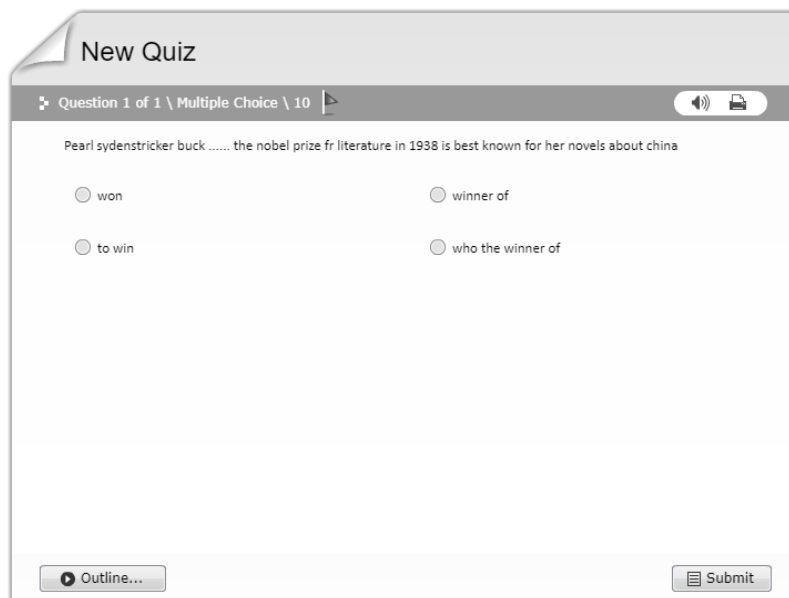 New Quiz
Question 1 of 1 \ Multiple Choice \ 10
Pearl sydenstricker buck ...... the nobel prize fr literature in 1938 is best known for her novels about china
won
winner of
to win
who the winner of
Outline...
Submit